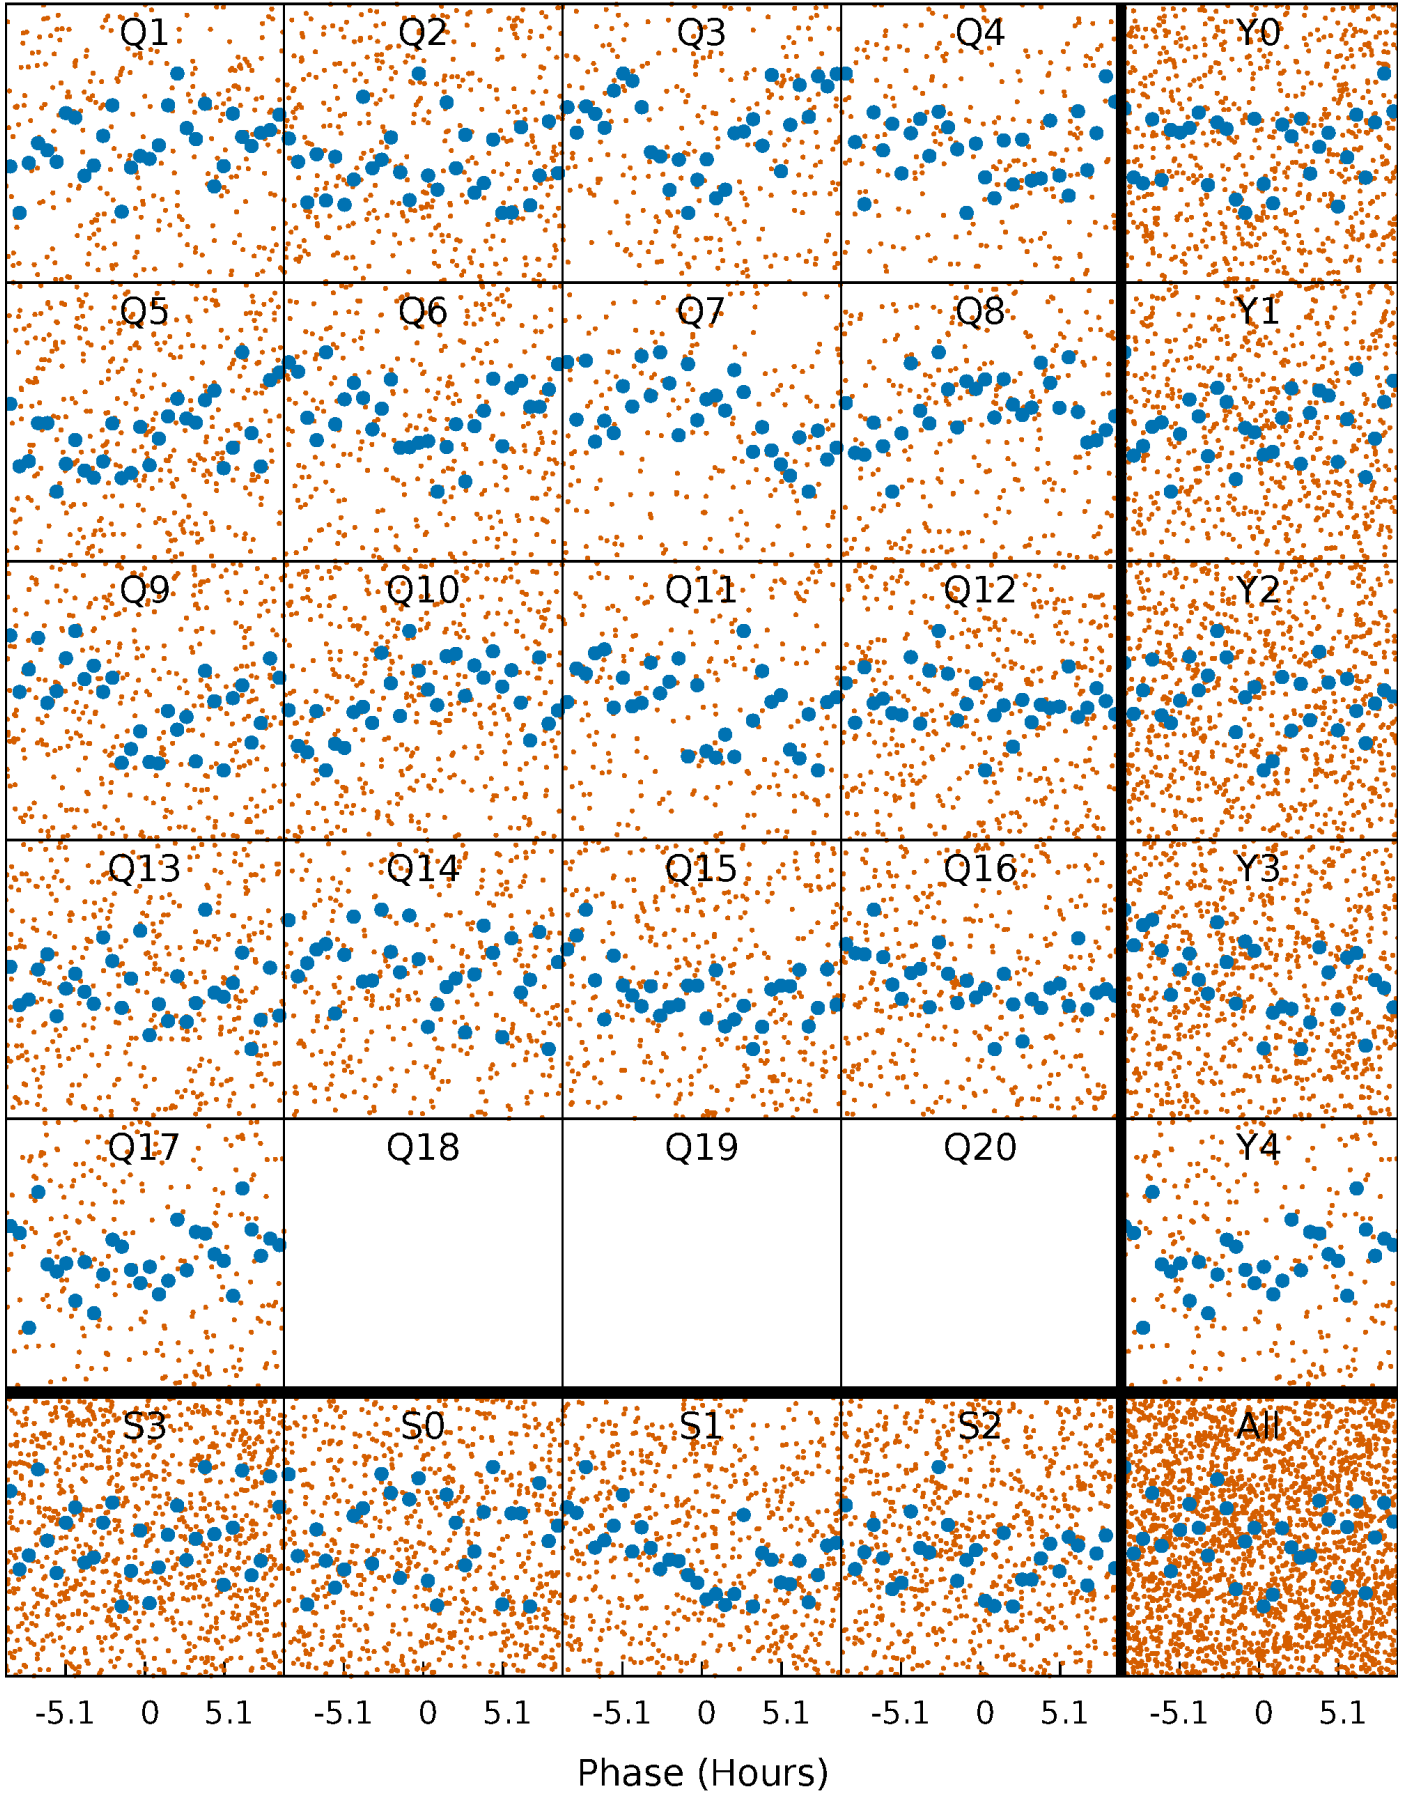 Q1 Q2 Q3 Q4 Y0
Q5 Q6 Q7 Q8 Y1
Q9 Q10 Q11 Q12 Y2
Q13 Q14 Q15 Q16 Y3
Q17 Q18 Q19 Q20 Y4
S3 S0 S1 S2 All
-5.1 0 5.1 -5.1 0 5.1 -5.1 0 5.1 -5.1 0 5.1 -5.1 0 5.1
Phase (Hours)